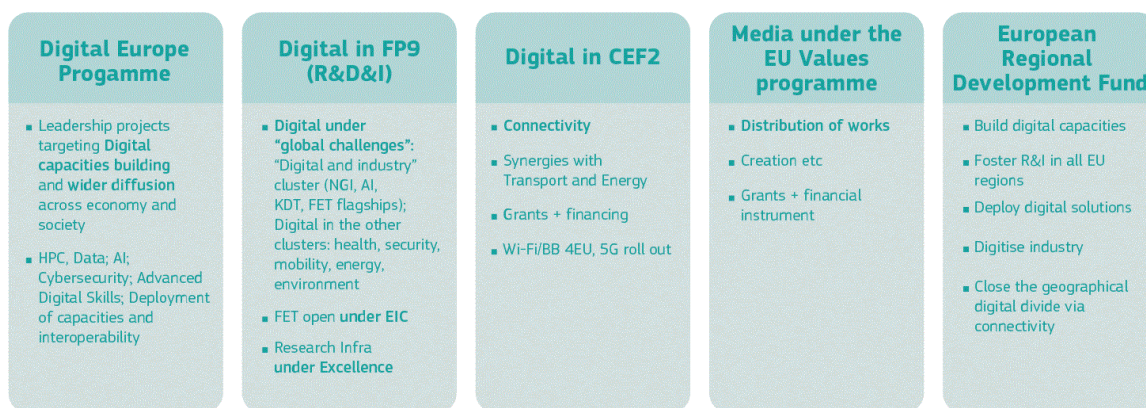 Digital Europe
Progamme
▪ Leadership projects
targeting Digital
capacities building
and wider diffusion
across economy and
society
▪ HPC, Data; AI;
Cybersecurity; Advanced
Digital Skills; Deployment
of capacities and
interoperability
Digital in FP9
(R&D&I)
▪ Digital under
“global challenges”:
“Digital and industry”
cluster (NGI, AI,
KDT, FET flagships);
Digital in the other
clusters: health, security,
mobility, energy,
environment
▪ FET open under EIC
▪ Research Infra
under Excellence
Digital in CEF2
▪ Connectivity
▪ Synergies with
Transport and Energy
▪ Grants + financing
▪ Wi-Fi/BB 4EU, 5G roll out
Media under the
EU Values
programme
▪ Distribution of works
▪ Creation etc
▪ Grants + financial
instrument
European
Regional
Development Fund
▪ Build digital capacities
▪ Foster R&I in all EU
regions
▪ Deploy digital solutions
▪ Digitise industry
▪ Close the geographical
digital divide via
connectivity